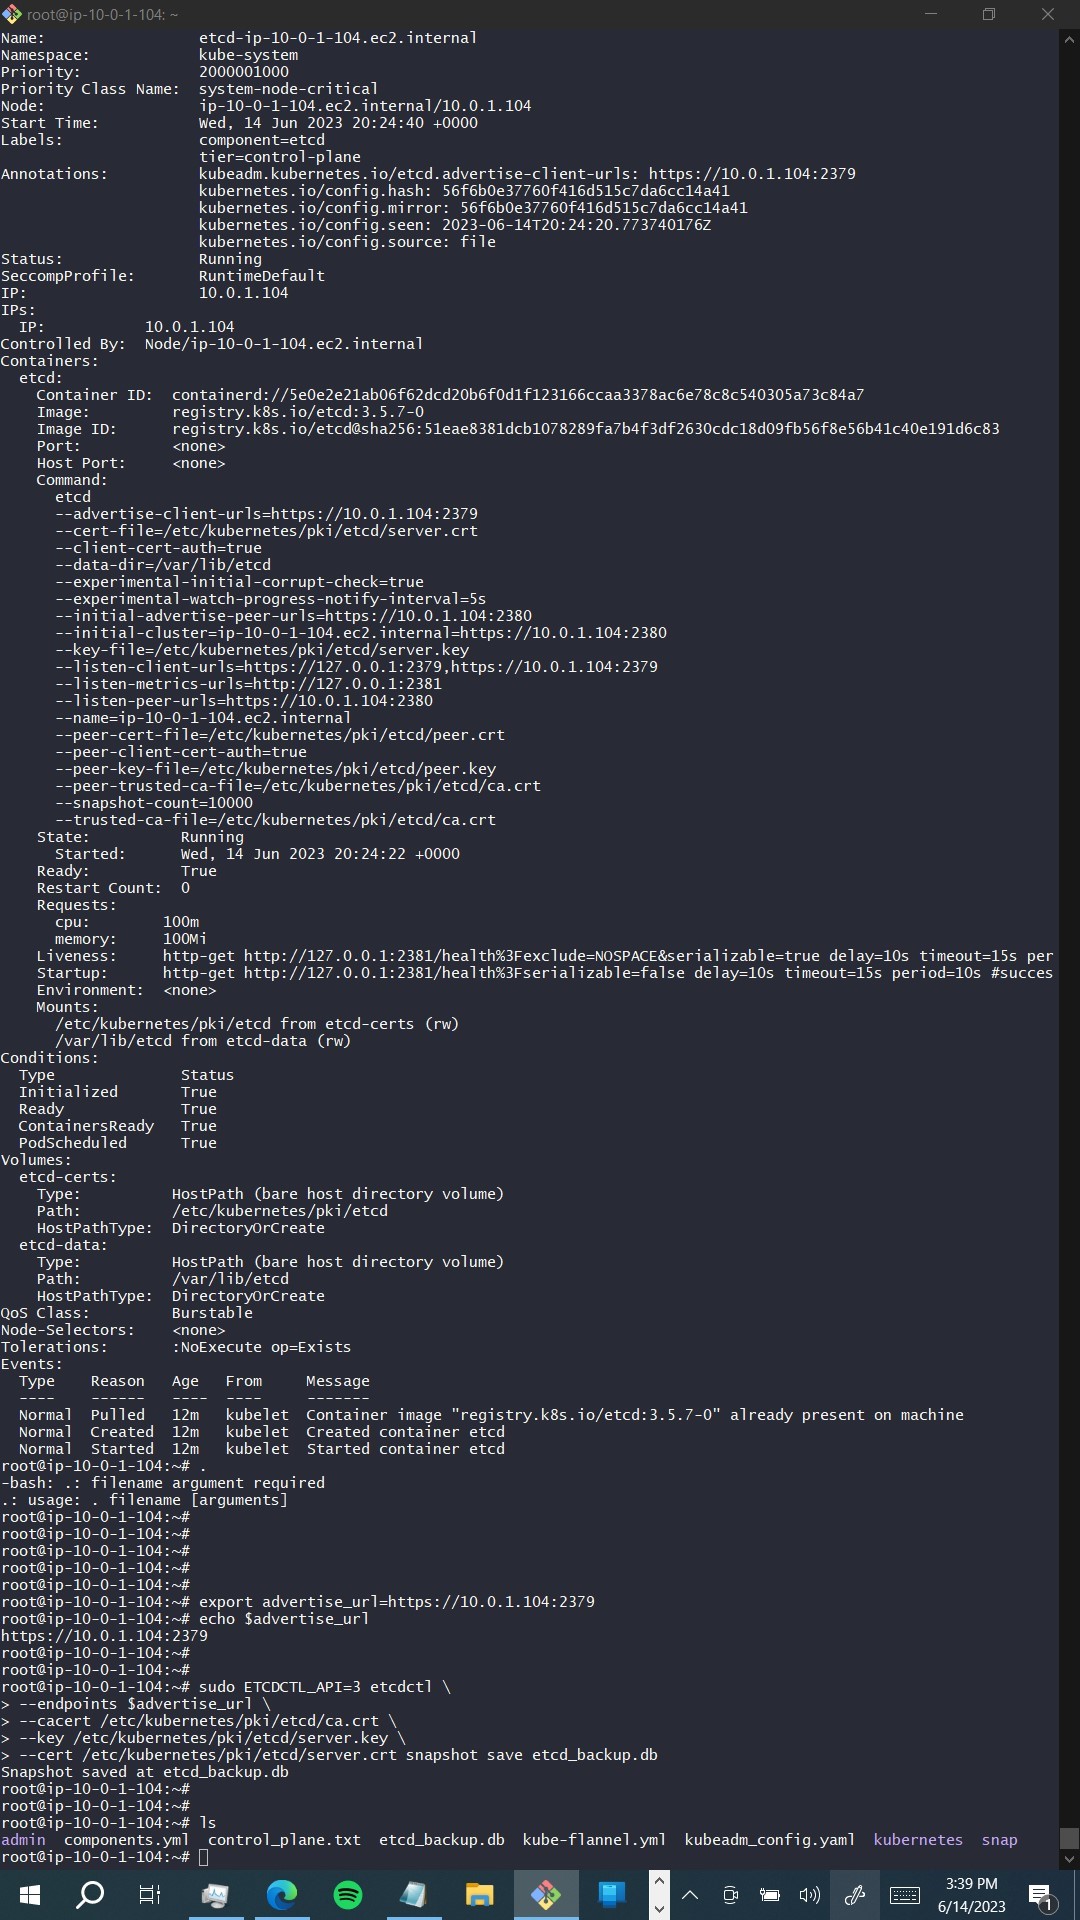 root@ip-10-0-1-104: ~
Name:                 etcd-ip-10-0-1-104.ec2.internal
Namespace:            kube-system
Priority:             2000001000
Priority Class Name:  system-node-critical
Node:                 ip-10-0-1-104.ec2.internal/10.0.1.104
Start Time:           Wed, 14 Jun 2023 20:24:40 +0000
Labels:               component=etcd
                      tier=control-plane
Annotations:          kubeadm.kubernetes.io/etcd.advertise-client-urls: https://10.0.1.104:2379
                      kubernetes.io/config.hash: 56f6b0e37760f416d515c7da6cc14a41
                      kubernetes.io/config.mirror: 56f6b0e37760f416d515c7da6cc14a41
                      kubernetes.io/config.seen: 2023-06-14T20:24:20.773740176Z
                      kubernetes.io/config.source: file
Status:               Running
SeccompProfile:       RuntimeDefault
IP:                   10.0.1.104
IPs:
  IP:           10.0.1.104
Controlled By:  Node/ip-10-0-1-104.ec2.internal
Containers:
  etcd:
    Container ID:  containerd://5e0e2e21ab06f62dcd20b6f0d1f123166ccaa3378ac6e78c8c540305a73c84a7
    Image:         registry.k8s.io/etcd:3.5.7-0
    Image ID:      registry.k8s.io/etcd@sha256:51eae8381dcb1078289fa7b4f3df2630cdc18d09fb56f8e56b41c40e191d6c83
    Port:          <none>
    Host Port:     <none>
    Command:
      etcd
      --advertise-client-urls=https://10.0.1.104:2379
      --cert-file=/etc/kubernetes/pki/etcd/server.crt
      --client-cert-auth=true
      --data-dir=/var/lib/etcd
      --experimental-initial-corrupt-check=true
      --experimental-watch-progress-notify-interval=5s
      --initial-advertise-peer-urls=https://10.0.1.104:2380
      --initial-cluster=ip-10-0-1-104.ec2.internal=https://10.0.1.104:2380
      --key-file=/etc/kubernetes/pki/etcd/server.key
      --listen-client-urls=https://127.0.0.1:2379,https://10.0.1.104:2379
      --listen-metrics-urls=http://127.0.0.1:2381
      --listen-peer-urls=https://10.0.1.104:2380
      --name=ip-10-0-1-104.ec2.internal
      --peer-cert-file=/etc/kubernetes/pki/etcd/peer.crt
      --peer-client-cert-auth=true
      --peer-key-file=/etc/kubernetes/pki/etcd/peer.key
      --peer-trusted-ca-file=/etc/kubernetes/pki/etcd/ca.crt
      --snapshot-count=10000
      --trusted-ca-file=/etc/kubernetes/pki/etcd/ca.crt
    State:          Running
      Started:      Wed, 14 Jun 2023 20:24:22 +0000
    Ready:          True
    Restart Count:  0
    Requests:
      cpu:        100m
      memory:     100Mi
    Liveness:     http-get http://127.0.0.1:2381/health%3Fexclude=NOSPACE&serializable=true delay=10s timeout=15s per
    Startup:      http-get http://127.0.0.1:2381/health%3Fserializable=false delay=10s timeout=15s period=10s #succes
    Environment:  <none>
    Mounts:
      /etc/kubernetes/pki/etcd from etcd-certs (rw)
      /var/lib/etcd from etcd-data (rw)
Conditions:
  Type              Status
  Initialized       True
  Ready             True
  ContainersReady   True
  PodScheduled      True
Volumes:
  etcd-certs:
    Type:          HostPath (bare host directory volume)
    Path:          /etc/kubernetes/pki/etcd
    HostPathType:  DirectoryOrCreate
  etcd-data:
    Type:          HostPath (bare host directory volume)
    Path:          /var/lib/etcd
    HostPathType:  DirectoryOrCreate
QoS Class:         Burstable
Node-Selectors:    <none>
Tolerations:       :NoExecute op=Exists
Events:
  Type    Reason   Age   From     Message
  ----    ------   ----  ----     -------
  Normal  Pulled   12m   kubelet  Container image "registry.k8s.io/etcd:3.5.7-0" already present on machine
  Normal  Created  12m   kubelet  Created container etcd
  Normal  Started  12m   kubelet  Started container etcd
root@ip-10-0-1-104:~# .
-bash: .: filename argument required
.: usage: . filename [arguments]
root@ip-10-0-1-104:~#
root@ip-10-0-1-104:~#
root@ip-10-0-1-104:~#
root@ip-10-0-1-104:~#
root@ip-10-0-1-104:~#
root@ip-10-0-1-104:~# export advertise_url=https://10.0.1.104:2379
root@ip-10-0-1-104:~# echo $advertise_url
https://10.0.1.104:2379
root@ip-10-0-1-104:~#
root@ip-10-0-1-104:~#
root@ip-10-0-1-104:~# sudo ETCDCTL_API=3 etcdctl \
> --endpoints $advertise_url \
> --cacert /etc/kubernetes/pki/etcd/ca.crt \
> --key /etc/kubernetes/pki/etcd/server.key \
> --cert /etc/kubernetes/pki/etcd/server.crt snapshot save etcd_backup.db
Snapshot saved at etcd_backup.db
root@ip-10-0-1-104:~#
root@ip-10-0-1-104:~#
root@ip-10-0-1-104:~# ls
admin  components.yml  control_plane.txt  etcd_backup.db  kube-flannel.yml  kubeadm_config.yaml  kubernetes  snap
root@ip-10-0-1-104:~#
3:39 PM
6/14/2023
1